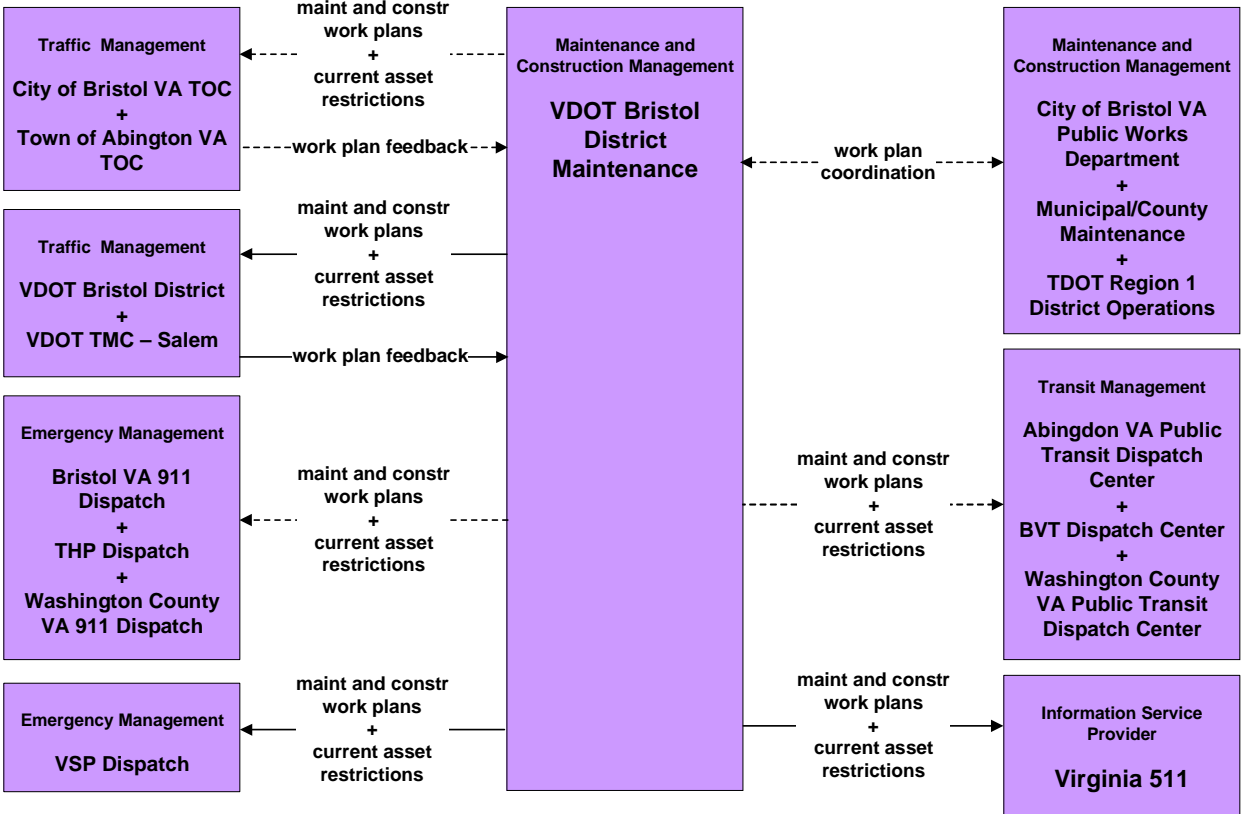 Traffic Management
City of Bristol VA TOC
+
Town of Abington VA
TOC
maint and constr
work plans
+
current asset
restrictions
work plan feedback
Traffic Management
VDOT Bristol District
+
VDOT TMC – Salem
maint and constr
work plans
+
current asset
restrictions
work plan feedback
Emergency Management
Bristol VA 911
Dispatch
+
THP Dispatch
+
Washington County
VA 911 Dispatch
maint and constr
work plans
+
current asset
restrictions
Emergency Management
VSP Dispatch
maint and constr
work plans
+
current asset
restrictions
Maintenance and
Construction Management
VDOT Bristol
District
Maintenance
work plan
coordination
Maintenance and
Construction Management
City of Bristol VA
Public Works
Department
+
Municipal/County
Maintenance
+
TDOT Region 1
District Operations
maint and constr
work plans
+
current asset
restrictions
Transit Management
Abingdon VA Public
Transit Dispatch
Center
+
BVT Dispatch Center
+
Washington County
VA Public Transit
Dispatch Center
maint and constr
work plans
+
current asset
restrictions
Information Service
Provider
Virginia 511